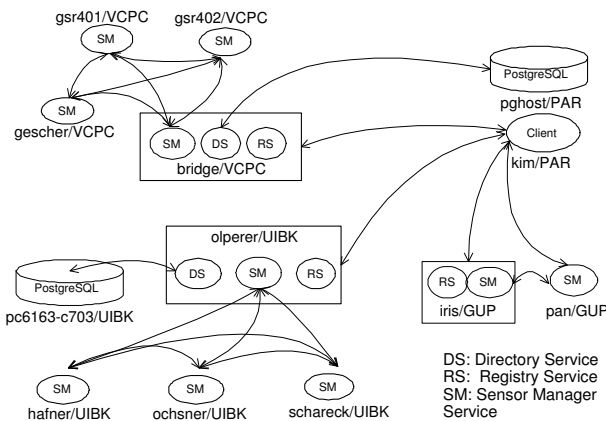 gsr401/VCPC
gsr402/VCPC
SM
SM
SM
gescher/VCPC
SM
DS
RS
bridge/VCPC
PostgreSQL
pghost/PAR
Client
kim/PAR
olperer/UIBK
DS
SM
RS
PostgreSQL
pc6163-c703/UIBK
RS
SM
iris/GUP
SM
pan/GUP
SM
hafner/UIBK
SM
ochsner/UIBK
SM
schareck/UIBK
DS: Directory Service
RS: Registry Service
SM: Sensor Manager
Service